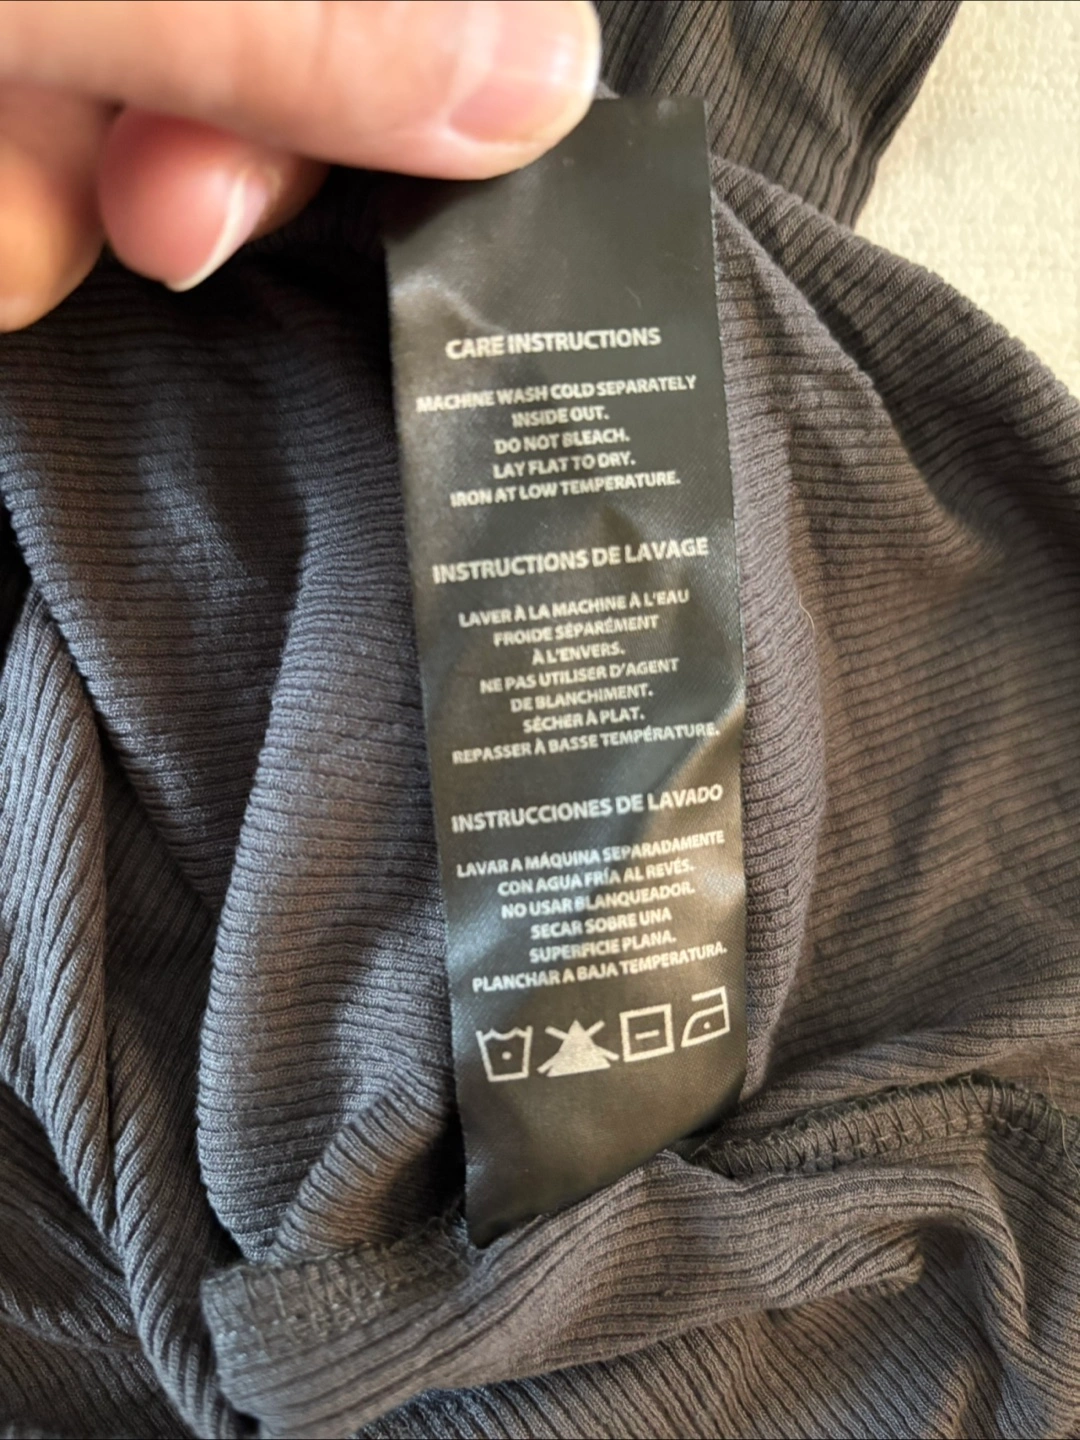 CARE INSTRUCTIONS
MACHINE WASH COLD SEPARATELY
INSIDE OUT.
DO NOT BLEACH.
LAY FLAT TO DRY.
IRON AT LOW TEMPERATURE.
INSTRUCTIONS DE LAVAGE
LAVER À LA MACHINE À L'EAU
FROIDE SÉPARÉMENT
À L'ENVERS.
NE PAS UTILISER D'AGENT
DE BLANCHIMENT.
SÉCHER À PLAT.
REPASSER À BASSE TEMPÉRATURE.
INSTRUCCIONES DE LAVADO
LAVAR A MÁQUINA SEPARADAMENTE
CON AGUA FRÍA AL REVÉS.
NO USAR BLANQUEADOR.
SECAR SOBRE UNA
SUPERFICIE PLANA.
PLANCHAR A BAJA TEMPERATURA.